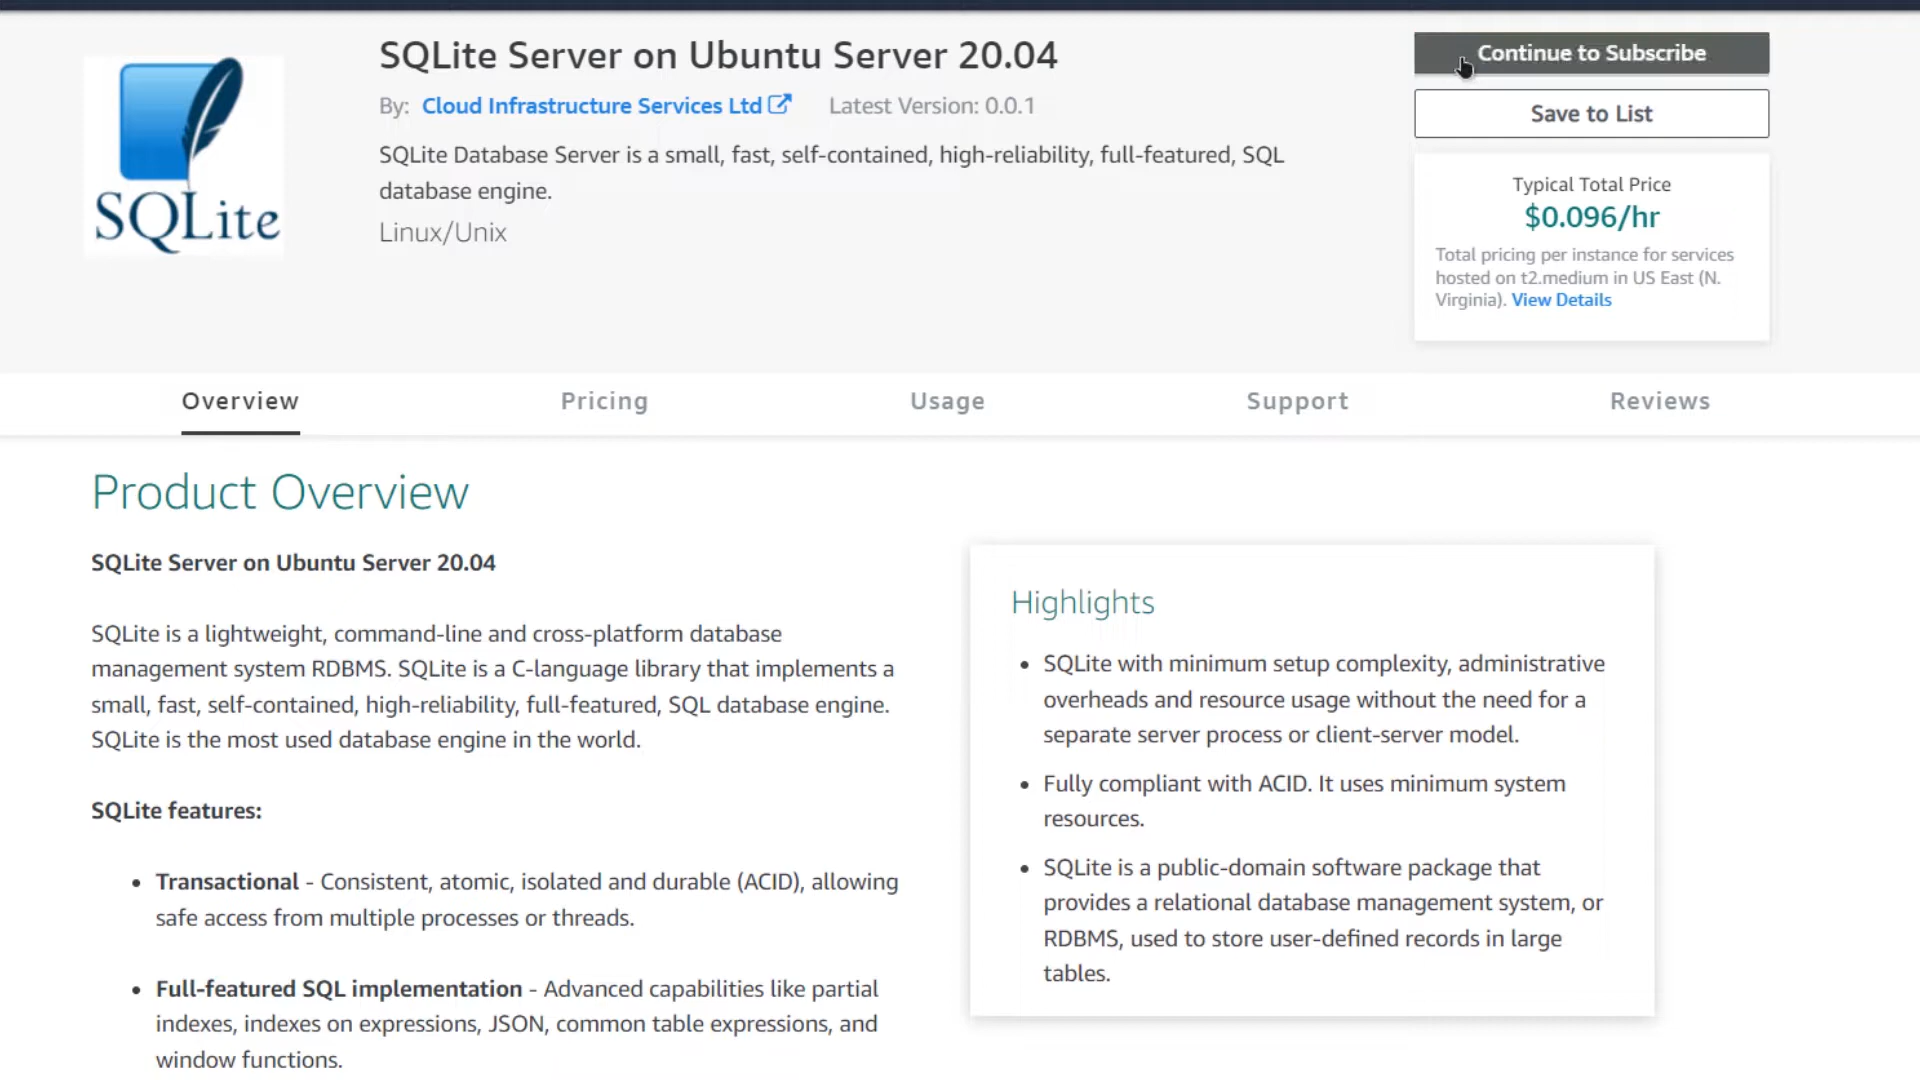 SQLite
SQLite Server on Ubuntu Server 20.04
By: Cloud Infrastructure Services Ltd Latest Version: 0.0.1
SQLite Database Server is a small, fast, self-contained, high-reliability, full-featured, SQL
database engine.
Linux/Unix
Continue to Subscribe
Save to List
Typical Total Price
$0.096/hr
Total pricing per instance for services
hosted on t2.medium in US East (N.
Virginia). View Details
Overview Pricing Usage Support Reviews
Product Overview
SQLite Server on Ubuntu Server 20.04
SQLite is a lightweight, command-line and cross-platform database
management system RDBMS. SQLite is a C-language library that implements a
small, fast, self-contained, high-reliability, full-featured, SQL database engine.
SQLite is the most used database engine in the world.
SQLite features:
• Transactional - Consistent, atomic, isolated and durable (ACID), allowing
safe access from multiple processes or threads.
• Full-featured SQL implementation - Advanced capabilities like partial
indexes, indexes on expressions, JSON, common table expressions, and
window functions.
Highlights
• SQLite with minimum setup complexity, administrative
overheads and resource usage without the need for a
separate server process or client-server model.
• Fully compliant with ACID. It uses minimum system
resources.
• SQLite is a public-domain software package that
provides a relational database management system, or
RDBMS, used to store user-defined records in large
tables.